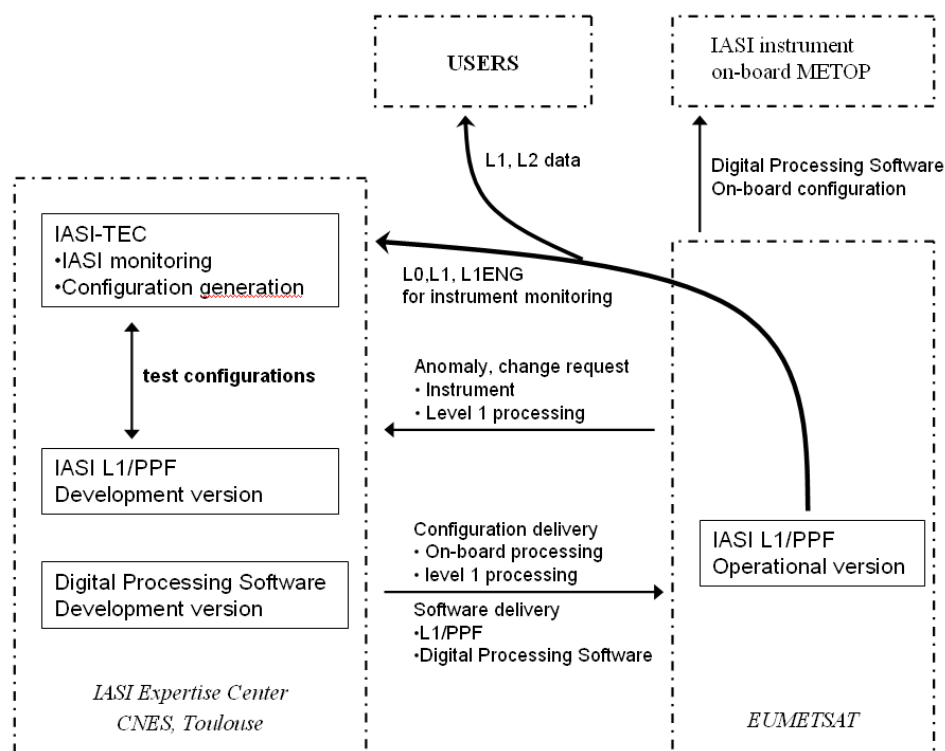 USERS
IASI instrument
on-board METOP
L1, L2 data
Digital Processing Software
On-board configuration
IASI-TEC
•IASI monitoring
•Configuration generation
L0,L1, L1ENG
for instrument monitoring
test configurations
Anomaly, change request
• Instrument
• Level 1 processing
IASI L1/PPF
Development version
Configuration delivery
• On-board processing
• level 1 processing
IASI L1/PPF
Operational version
Digital Processing Software
Development version
Software delivery
•L1/PPF
•Digital Processing Software
IASI Expertise Center
CNES, Toulouse
EUMETSAT